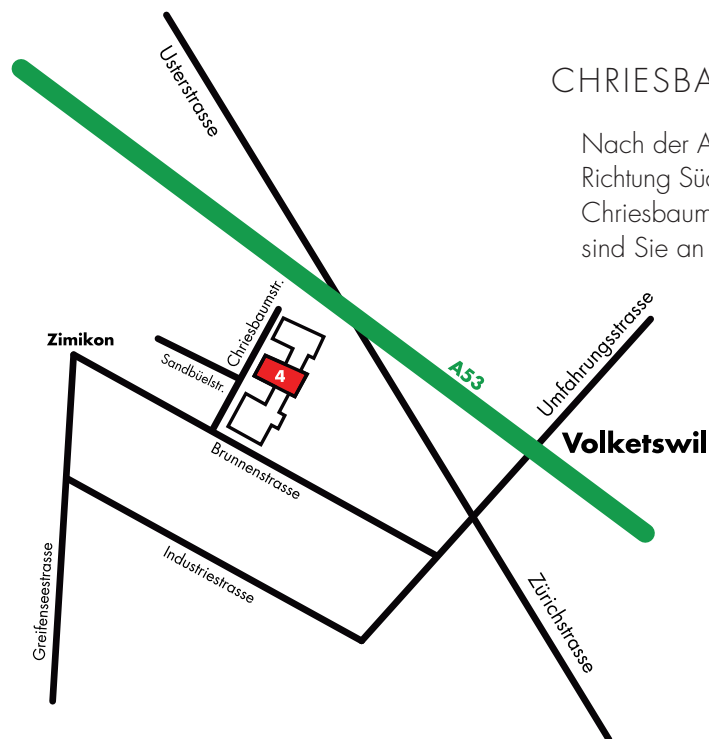 Usterstrasse
CHRIESBA
Nach der A
Richtung Sü
Chriesbaum
sind Sie an
Chriesbaumstr.
Umfahrungsstrasse
Zimikon
Sandbüelstr.
4
A53
Volketswil
Brunnenstrasse
Industriestrasse
Greifenseestrasse
Zürichstrasse